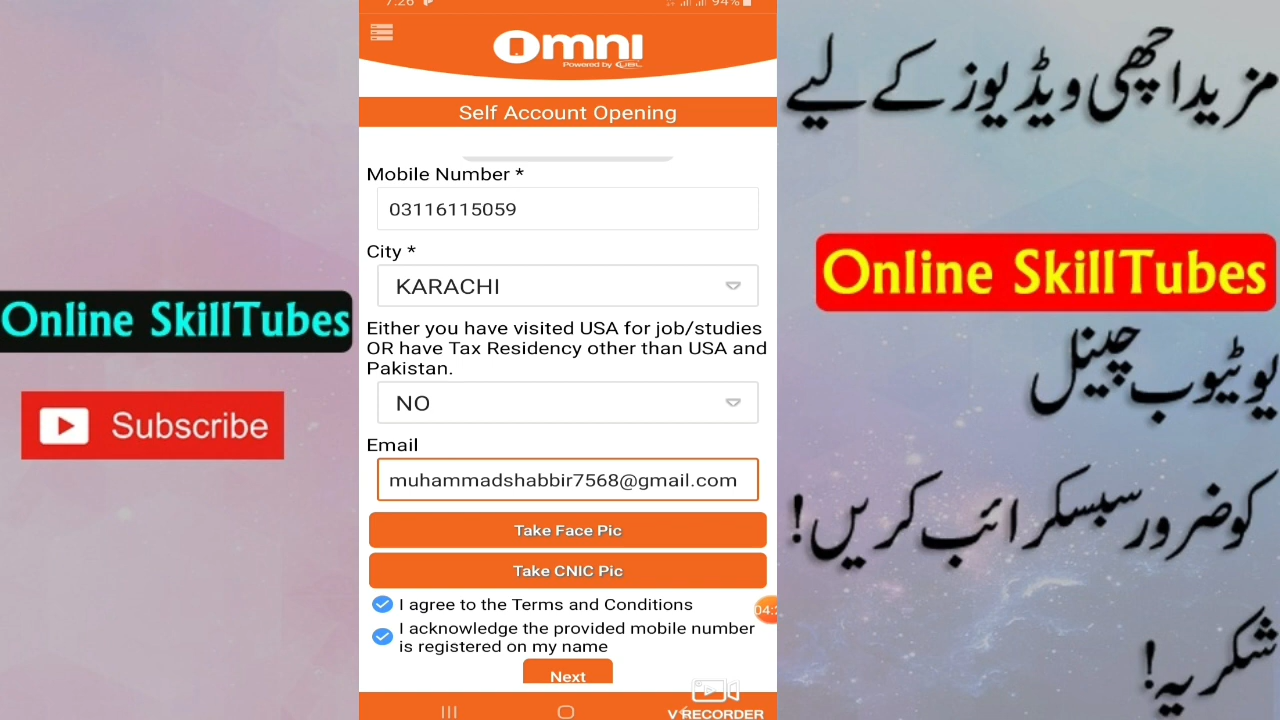 7:26
94%
Omni
Powered by UBL
Self Account Opening
Mobile Number *
03116115059
City *
KARACHI
Either you have visited USA for job/studies
OR have Tax Residency other than USA and
Pakistan.
NO
Email
muhammadshabbir7568@gmail.com
Take Face Pic
Take CNIC Pic
I agree to the Terms and Conditions
I acknowledge the provided mobile number
is registered on my name
Next
V RECORDER
Online SkillTubes
Subscribe
مزید اچھی ویڈیوز کے لیے
Online SkillTubes
یوٹیوب چینل
کو ضرور سبسکرائب کریں!
شکریہ!